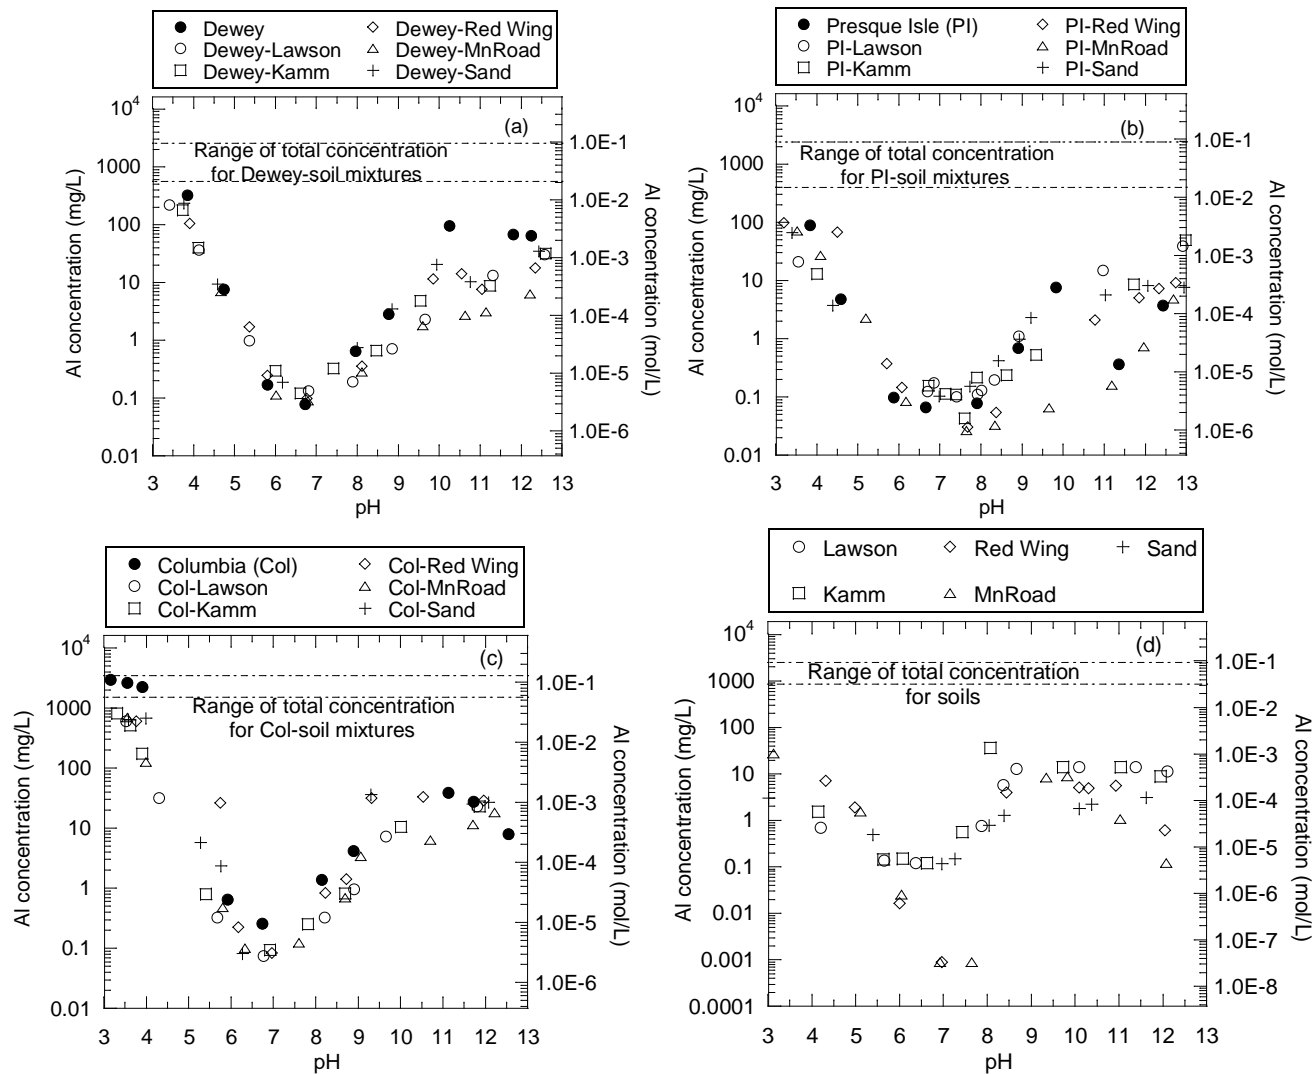 Dewey
Dewey-Lawson
Dewey-Kamm
Dewey-Red Wing
Dewey-MnRoad
Dewey-Sand
(a)
Range of total concentration
for Dewey-soil mixtures
Al concentration (mg/L)
10⁴
1000
100
10
1
0.1
0.01
3 4 5 6 7 8 9 10 11 12 13
pH
1.0E-1
1.0E-2
1.0E-3
1.0E-4
1.0E-5
1.0E-6
Al concentration (mol/L)
Presque Isle (PI)
PI-Lawson
PI-Kamm
PI-Red Wing
PI-MnRoad
PI-Sand
(b)
Range of total concentration
for PI-soil mixtures
Al concentration (mg/L)
10⁴
1000
100
10
1
0.1
0.01
3 4 5 6 7 8 9 10 11 12 13
pH
1.0E-1
1.0E-2
1.0E-3
1.0E-4
1.0E-5
1.0E-6
Al concentration (mol/L)
Columbia (Col)
Col-Lawson
Col-Kamm
Col-Red Wing
Col-MnRoad
Col-Sand
(c)
Range of total concentration
for Col-soil mixtures
Al concentration (mg/L)
10⁴
1000
100
10
1
0.1
0.01
3 4 5 6 7 8 9 10 11 12 13
pH
1.0E-1
1.0E-2
1.0E-3
1.0E-4
1.0E-5
1.0E-6
Al concentration (mol/L)
Lawson
Red Wing
Sand
Kamm
MnRoad
(d)
Range of total concentration
for soils
Al concentration (mg/L)
10⁴
1000
100
10
1
0.1
0.01
0.001
0.0001
3 4 5 6 7 8 9 10 11 12 13
pH
1.0E-1
1.0E-2
1.0E-3
1.0E-4
1.0E-5
1.0E-6
1.0E-7
1.0E-8
Al concentration (mol/L)